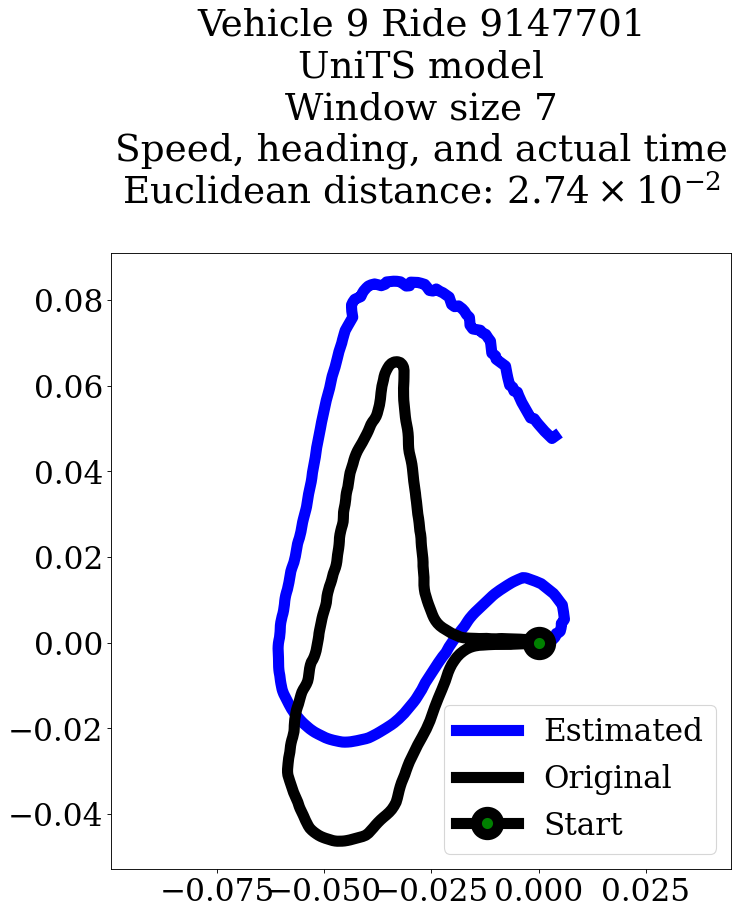 Vehicle 9 Ride 9147701
UniTS model
Window size 7
Speed, heading, and actual time
Euclidean distance: 2.74 × 10⁻²
0.08
0.06
0.04
0.02
0.00
−0.02
−0.04
Estimated
Original
Start
−0.075 −0.050 −0.025 0.000 0.025